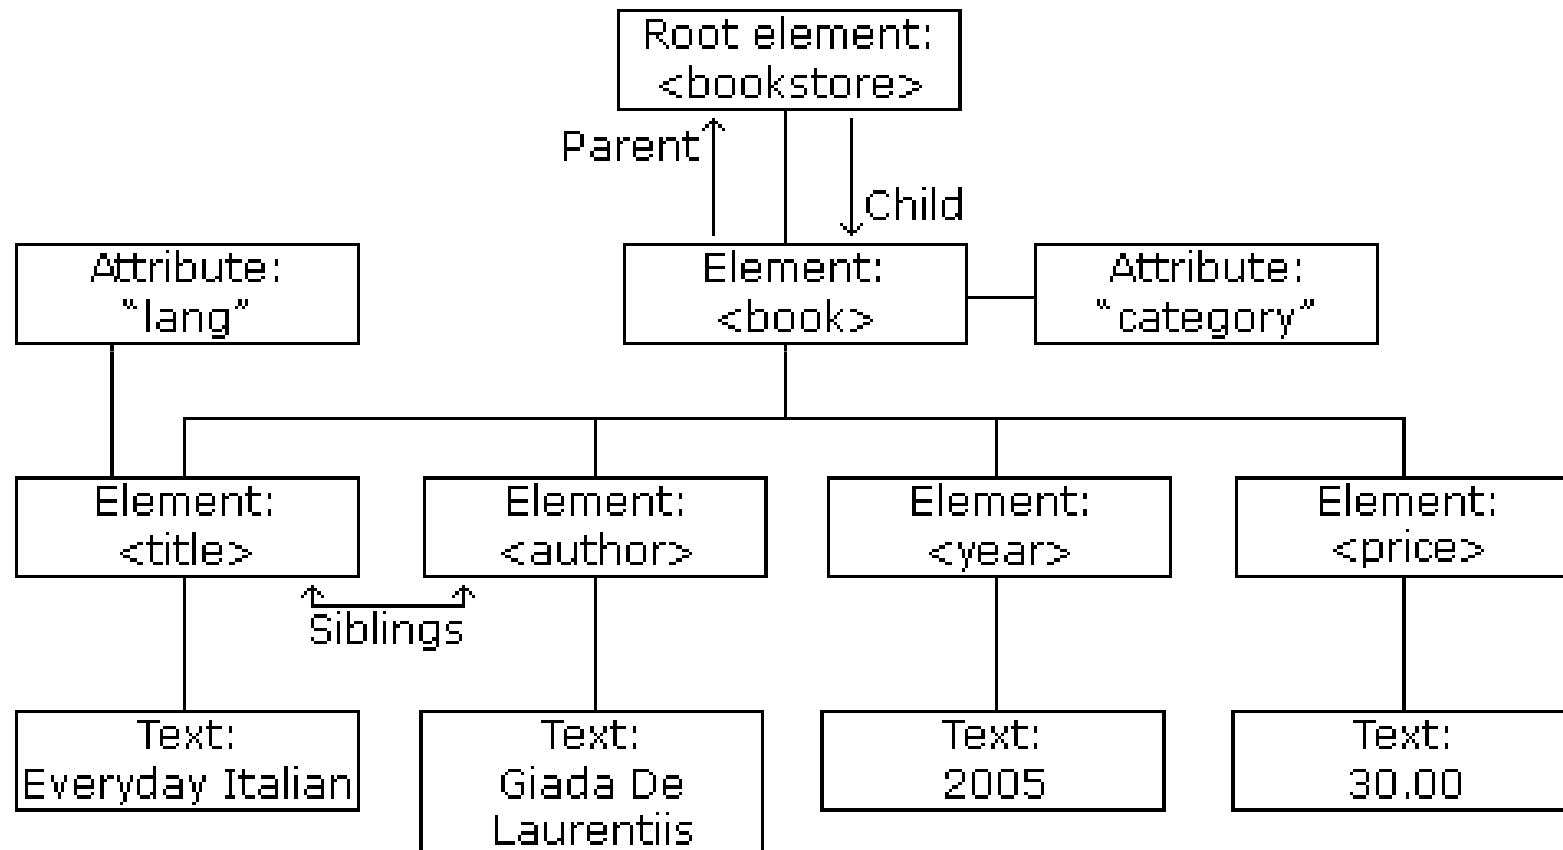 Root element:
<bookstore>
Parent
Child
Attribute:
“lang”
Element:
<book>
Attribute:
“category”
Element:
<title>
Element:
<author>
Element:
<year>
Element:
<price>
Siblings
Text:
Everyday Italian
Text:
Giada De
Laurentiis
Text:
2005
Text:
30.00